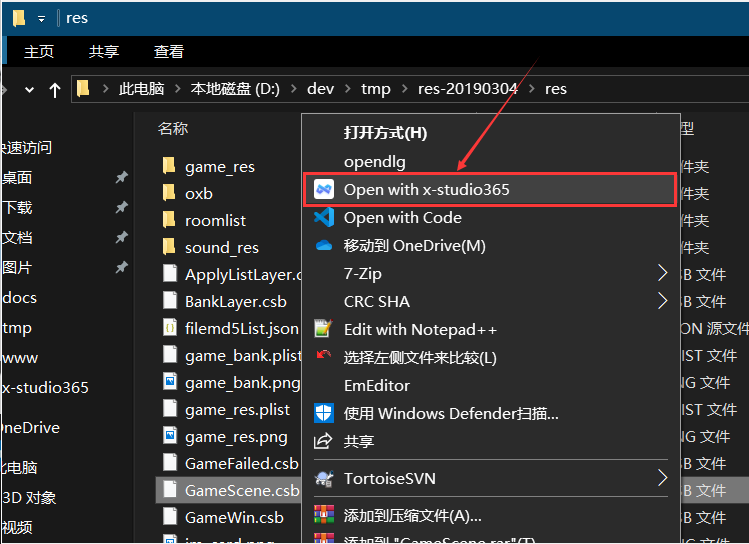 res
主页 共享 查看
此电脑 本地磁盘 (D:) dev tmp res-20190304 res
名称 型
快速访问
桌面
下载
文档
图片
docs
tmp
www
x-studio365
OneDrive
此电脑
3D 对象
视频
game_res
oxb
roomlist
sound_res
ApplyListLayer.c
BankLayer.csb
filemd5List.json
game_bank.plist
game_bank.png
game_res.plist
game_res.png
GameFailed.csb
GameScene.csb
GameWin.csb
打开方式(H)
opendlg
Open with x-studio365
Open with Code
移动到 OneDrive(M)
7-Zip
CRC SHA
Edit with Notepad++
选择左侧文件来比较(L)
EmEditor
使用 Windows Defender扫描...
共享
TortoiseSVN
添加到压缩文件(A)...
添加到 "GameScene.rar"(T)
件夹
件夹
件夹
件夹
SB 文件
SB 文件
ON 源文件
IST 文件
NG 文件
IST 文件
NG 文件
SB 文件
SB 文件
SB 文件